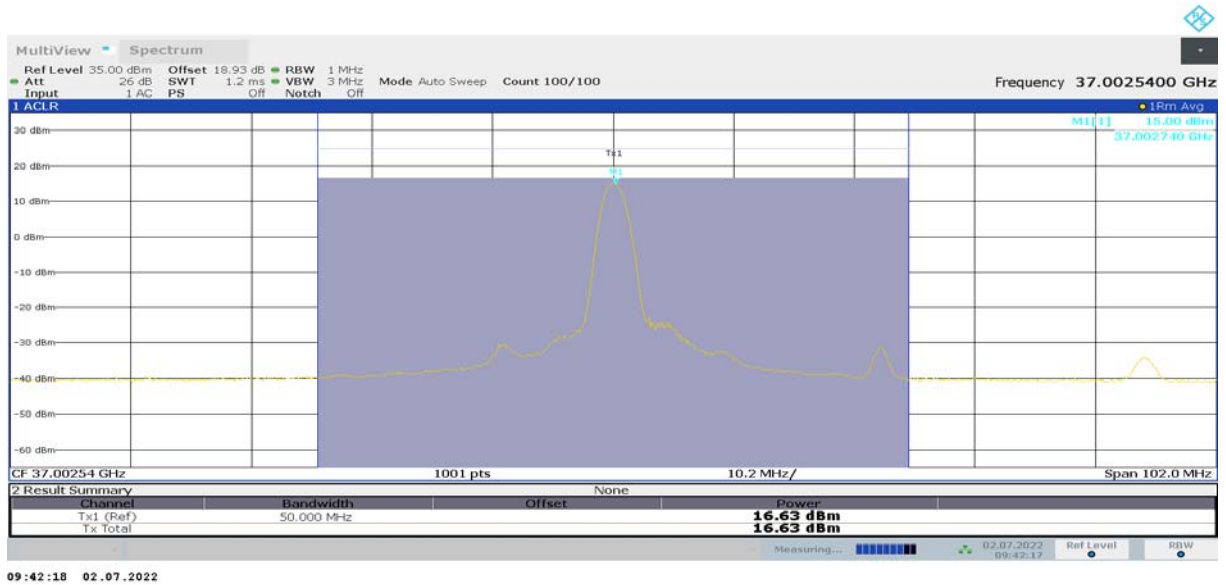 MultiView Spectrum
Ref Level 35.00 dBm Offset 18.93 dB RBW 1 MHz
Att 26 dB SWT 1.2 ms VBW 3 MHz Mode Auto Sweep Count 100/100 Frequency 37.0025400 GHz
Input 1 AC PS Off Notch Off
1 ACLR 1Rm Avg
M1[1] 15.00 dBm
37.002740 GHz
30 dBm
Tx1
20 dBm
M1
10 dBm
0 dBm
-10 dBm
-20 dBm
-30 dBm
-40 dBm
-50 dBm
-60 dBm
CF 37.00254 GHz 1001 pts 10.2 MHz/ Span 102.0 MHz
2 Result Summary None
Channel Bandwidth Offset Power
Tx1 (Ref) 50.000 MHz 16.63 dBm
Tx Total 16.63 dBm
Measuring... 02.07.2022 09:42:17 Ref Level RBW
09:42:18 02.07.2022